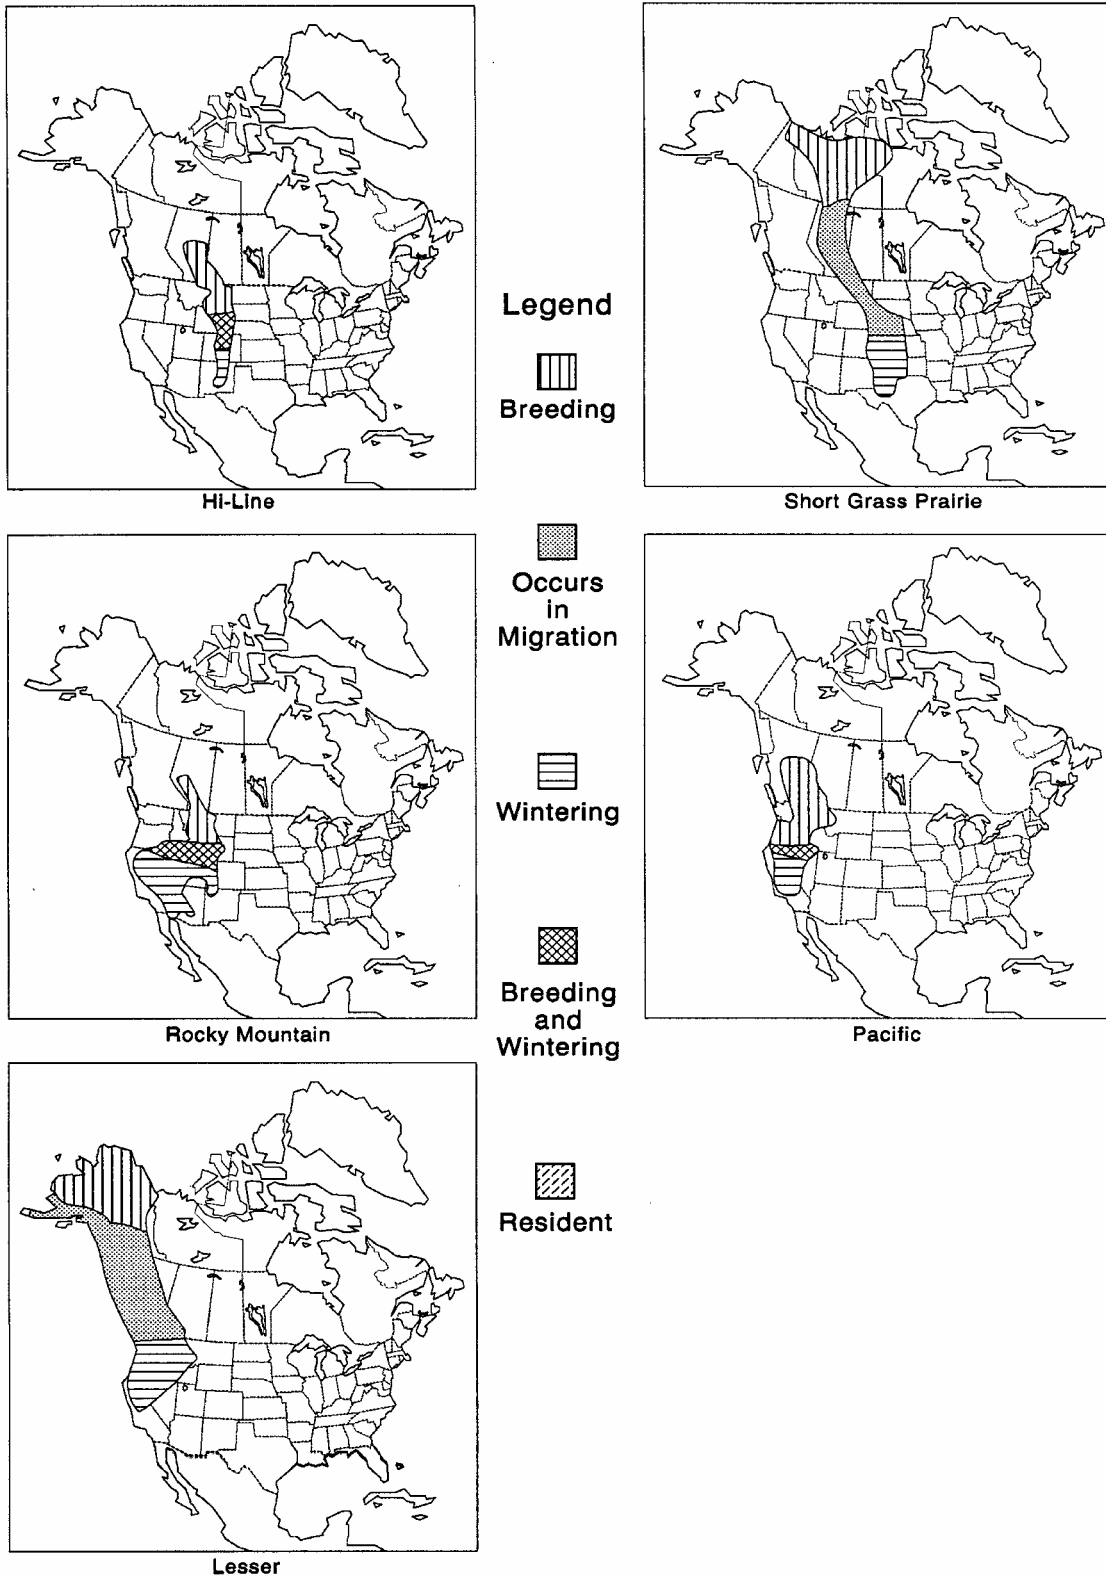 Hi-Line
Short Grass Prairie
Legend
Breeding
Occurs
in
Migration
Wintering
Breeding
and
Wintering
Resident
Rocky Mountain
Pacific
Lesser